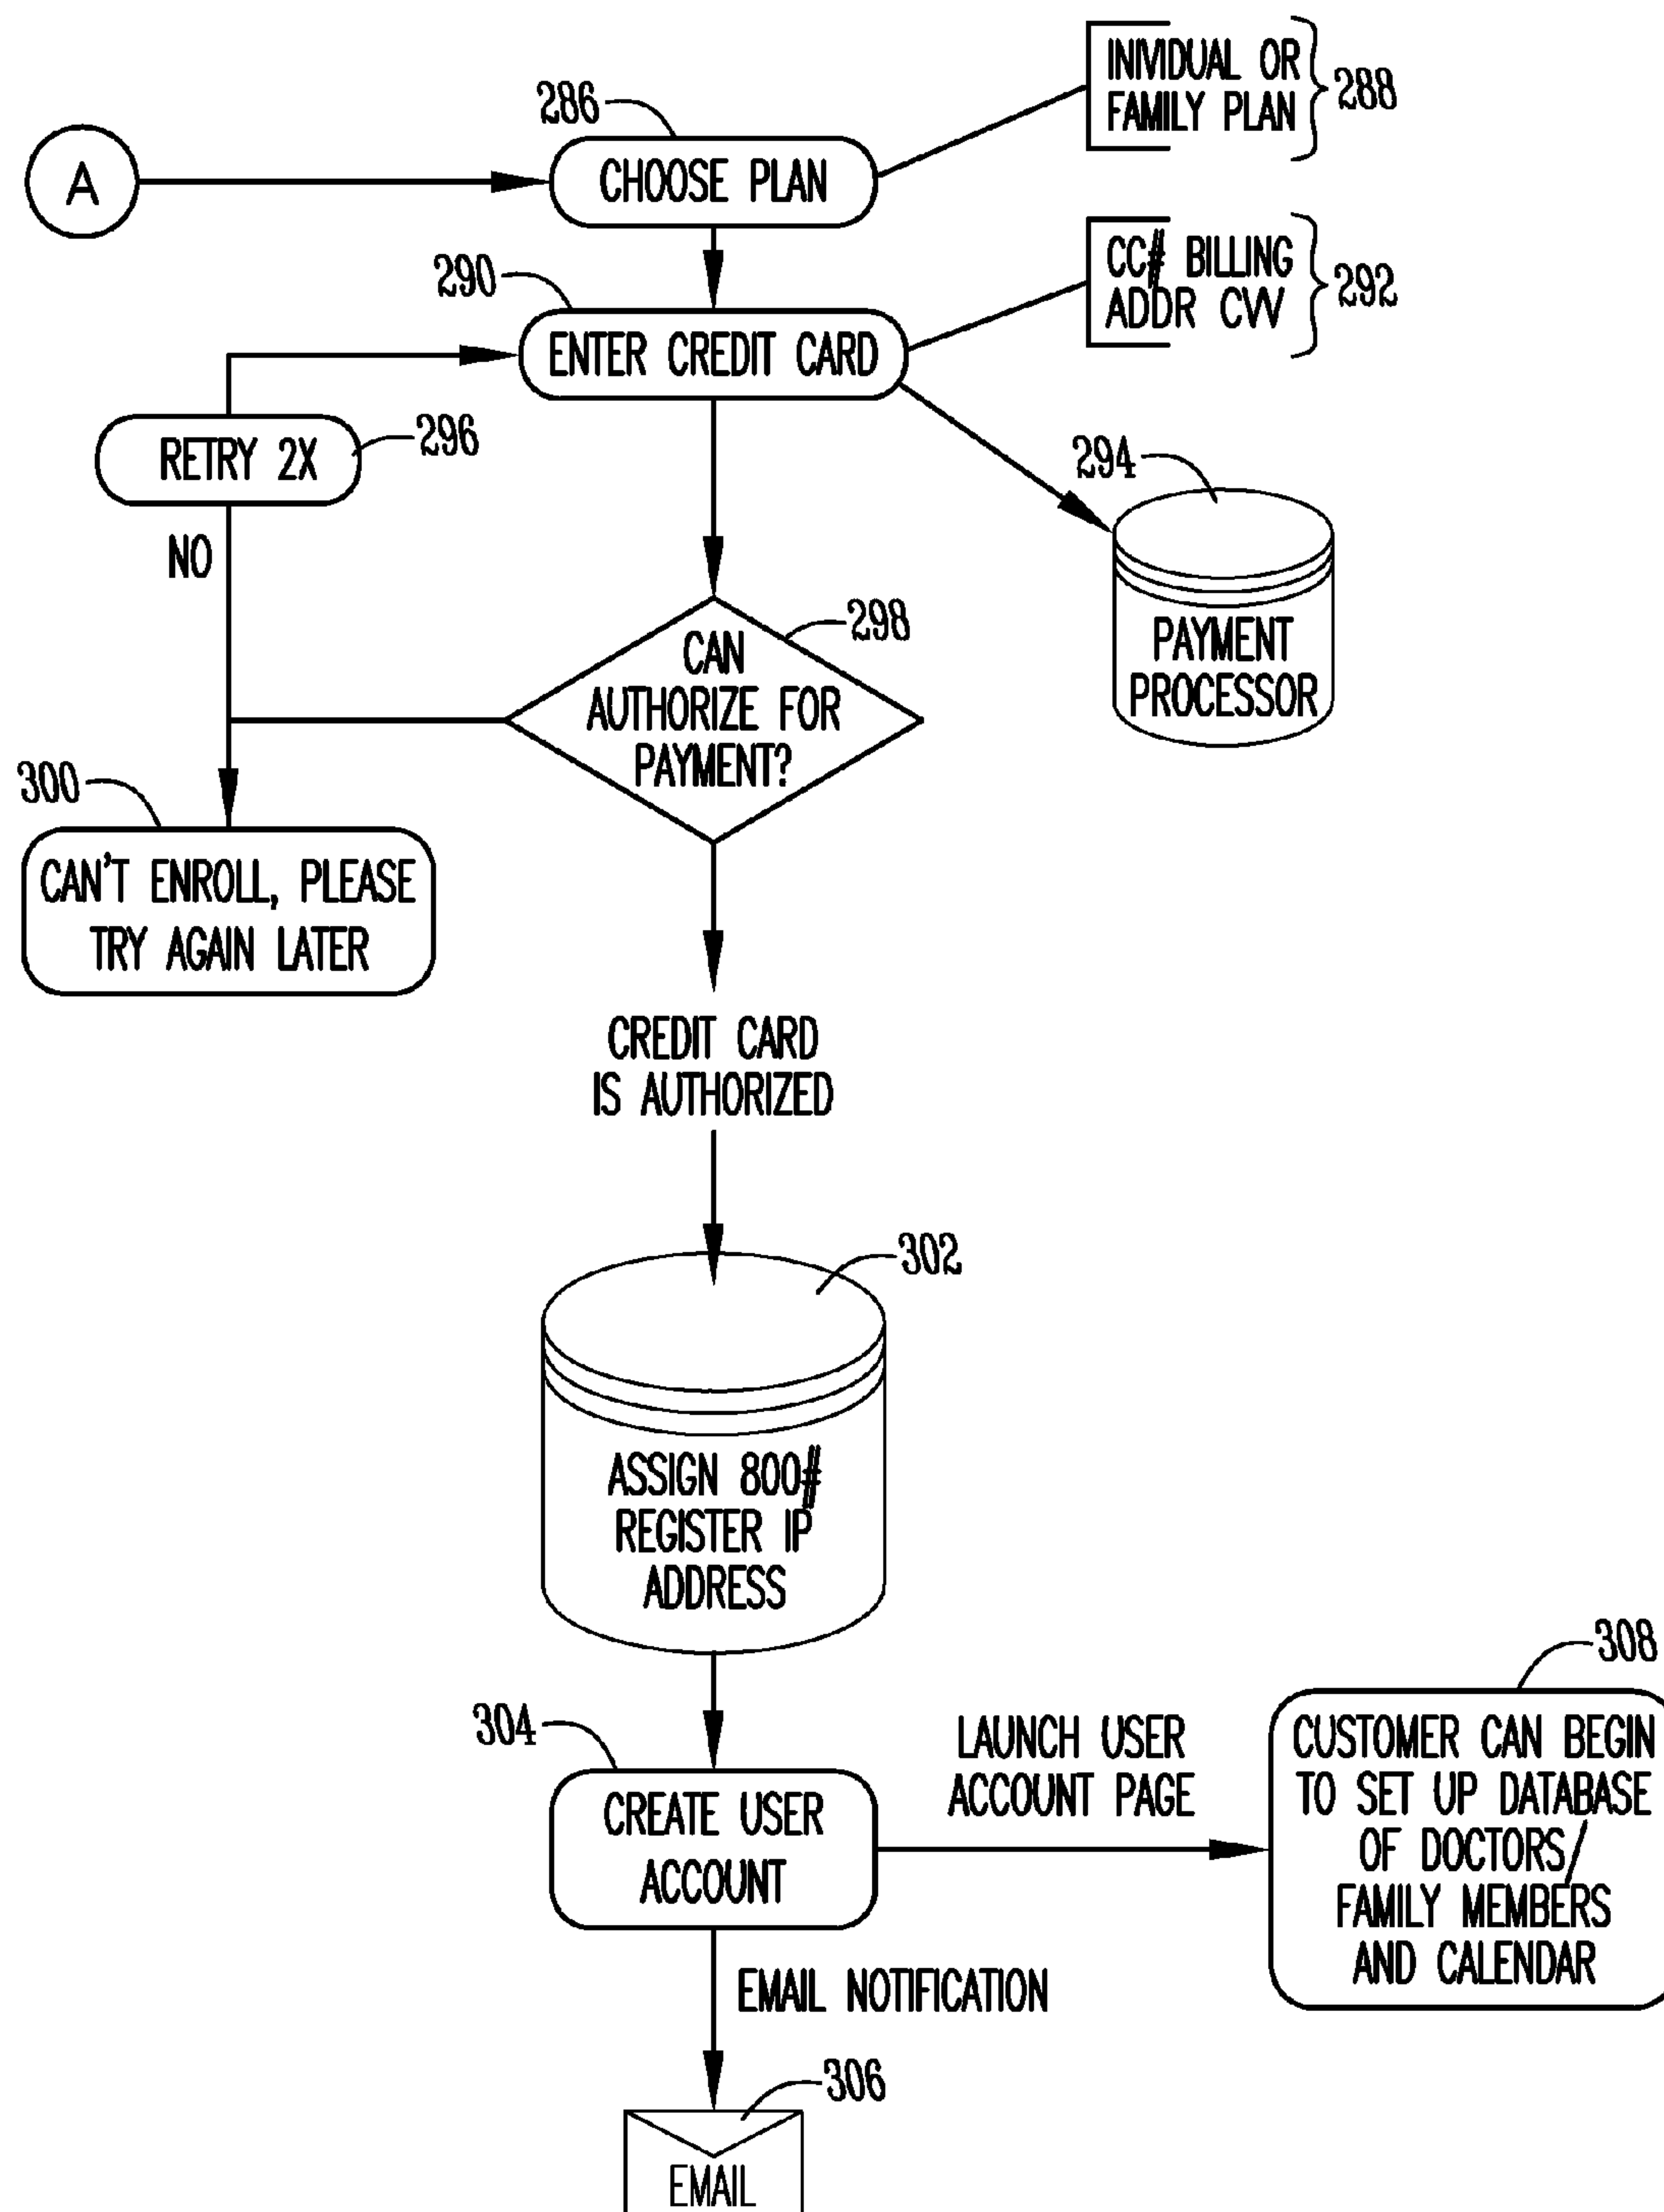 INIVIDUAL OR
FAMILY PLAN
288
286
A
CHOOSE PLAN
CC# BILLING
ADDR CVV
292
290
ENTER CREDIT CARD
RETRY 2X
296
294
NO
298
CAN
AUTHORIZE FOR
PAYMENT?
PAYMENT
PROCESSOR
300
CAN'T ENROLL, PLEASE
TRY AGAIN LATER
CREDIT CARD
IS AUTHORIZED
302
ASSIGN 800#
REGISTER IP
ADDRESS
304
CREATE USER
ACCOUNT
LAUNCH USER
ACCOUNT PAGE
308
CUSTOMER CAN BEGIN
TO SET UP DATABASE
OF DOCTORS/
FAMILY MEMBERS
AND CALENDAR
EMAIL NOTIFICATION
306
EMAIL